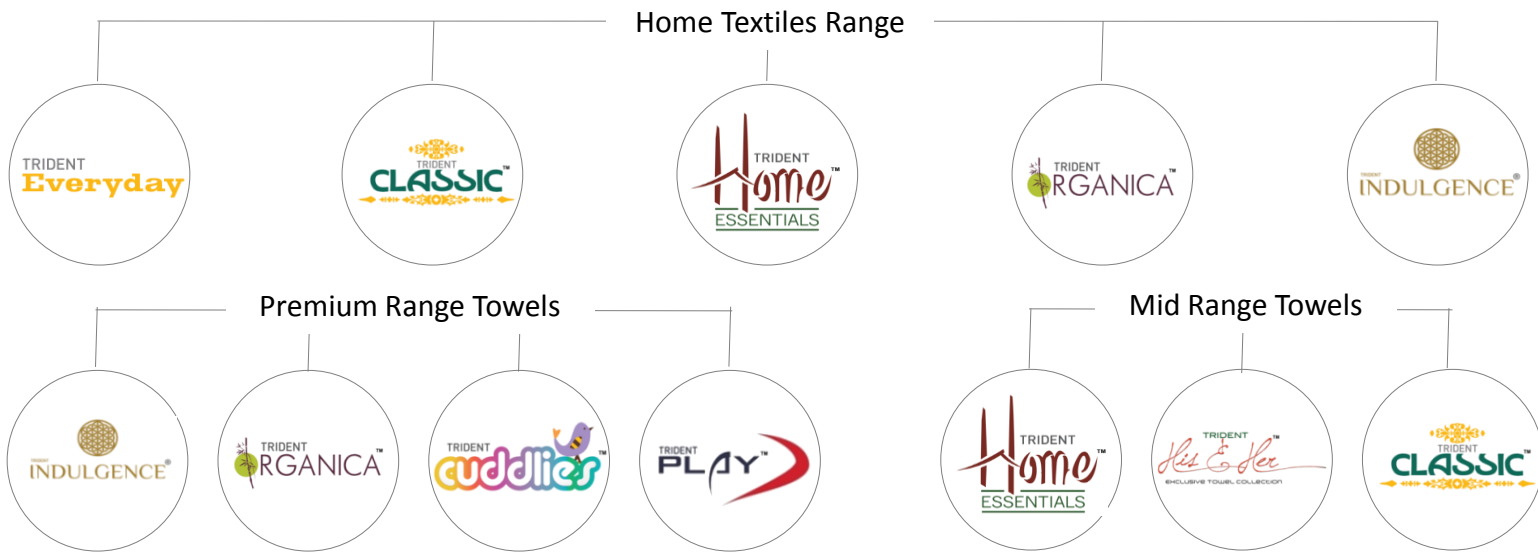 Home Textiles Range
TRIDENT
Everyday
TRIDENT
CLASSIC™
TRIDENT
Home™
ESSENTIALS
TRIDENT
ORGANICA™
TRIDENT
INDULGENCE®
Premium Range Towels
Mid Range Towels
TRIDENT
INDULGENCE®
TRIDENT
ORGANICA™
TRIDENT
cuddlies™
TRIDENT
PLAY™
TRIDENT
Home™
ESSENTIALS
TRIDENT
His & Her™
EXCLUSIVE TOWEL COLLECTION
TRIDENT
CLASSIC™